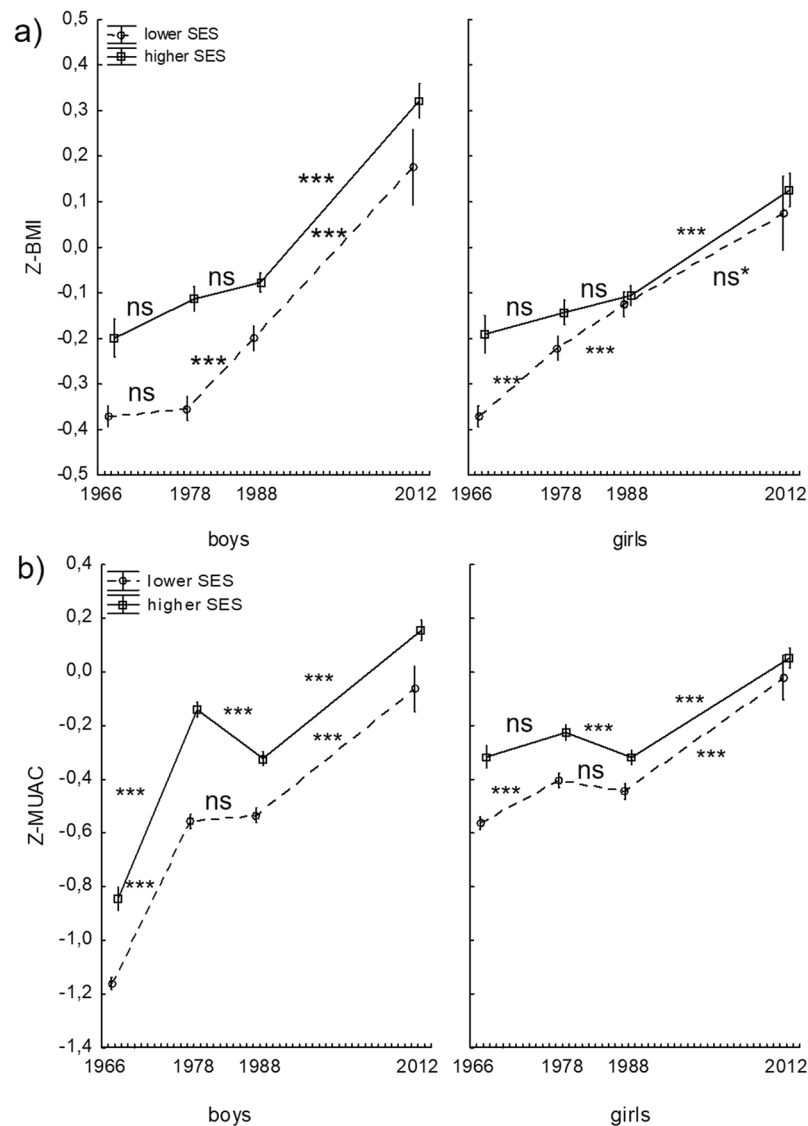 a)
lower SES
higher SES
0,5
0,4
0,3
0,2
0,1
0,0
-0,1
-0,2
-0,3
-0,4
-0,5
Z-BMI
ns
ns
***
ns
***
***
1966 1978 1988 2012
boys
ns
ns
***
***
***
ns*
1966 1978 1988 2012
girls
b)
lower SES
higher SES
0,4
0,2
0,0
-0,2
-0,4
-0,6
-0,8
-1,0
-1,2
-1,4
Z-MUAC
***
***
***
***
ns
***
1966 1978 1988 2012
boys
ns
***
***
***
ns
***
1966 1978 1988 2012
girls